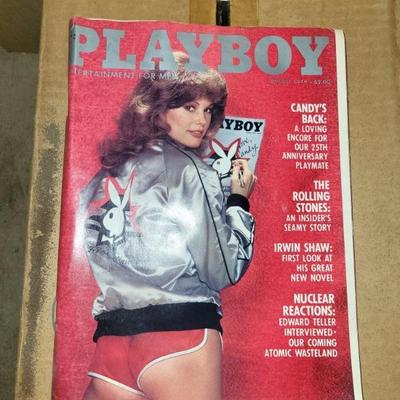 PLAYBOY
ERTAINMENT FOR MEN
$2.00
CANDY'S
BACK:
A LOVING
ENCORE FOR
OUR 25TH
ANNIVERSARY
PLAYMATE
THE
ROLLING
STONES:
AN INSIDER'S
SEAMY STORY
IRWIN SHAW:
FIRST LOOK AT
HIS GREAT
NEW NOVEL
NUCLEAR
REACTIONS:
EDWARD TELLER
INTERVIEWED•
OUR COMING
ATOMIC WASTELAND
AYBOY